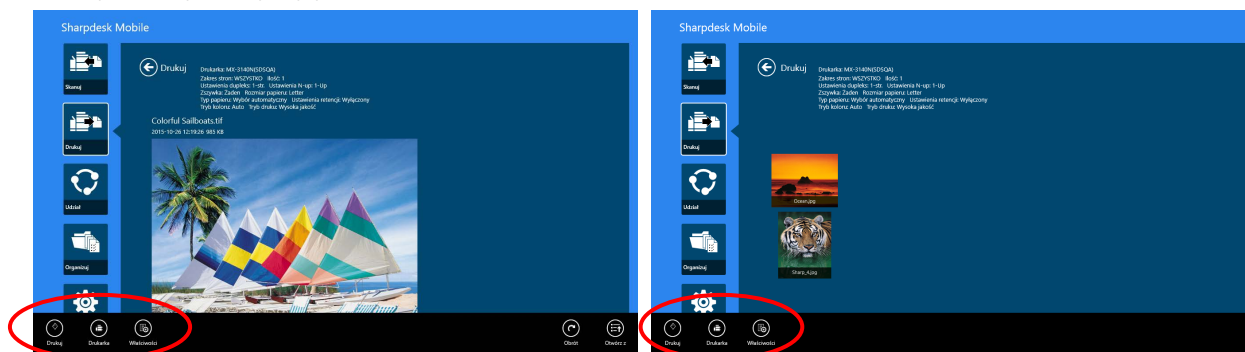 Sharpdesk Mobile
Skanuj
Drukuj
Udział
Organizuj
Drukuj
Drukarka: MX-3140N(SDSQA)
Zakres stron: WSZYSTKO Ilość: 1
Ustawienia dupleks: 1-str. Ustawienia N-up: 1-Up
Zszywka: Żaden Rozmiar papieru: Letter
Typ papieru: Wybór automatyczny Ustawienia retencji: Wyłączony
Tryb koloru: Auto Tryb druku: Wysoka jakość
Colorful Sailboats.tif
2015-10-26 12:19:26 985 KB
Drukuj
Drukarka
Właściwości
Obrót
Otwórz z
Sharpdesk Mobile
Skanuj
Drukuj
Udział
Organizuj
Drukuj
Drukarka: MX-3140N(SDSQA)
Zakres stron: WSZYSTKO Ilość: 1
Ustawienia dupleks: 1-str. Ustawienia N-up: 1-Up
Zszywka: Żaden Rozmiar papieru: Letter
Typ papieru: Wybór automatyczny Ustawienia retencji: Wyłączony
Tryb koloru: Auto Tryb druku: Wysoka jakość
Ocean.jpg
Sharp_4.jpg
Drukuj
Drukarka
Właściwości